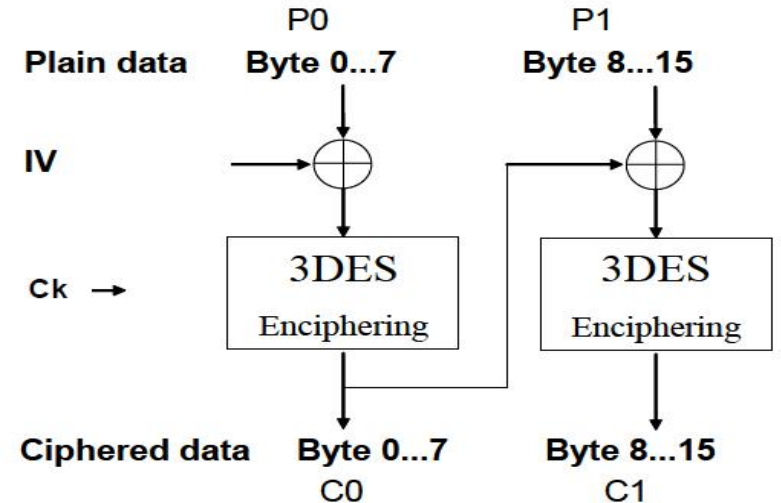 P0 P1
Plain data Byte 0...7 Byte 8...15
IV
3DES 3DES
Ck
Enciphering Enciphering
Ciphered data Byte 0...7 Byte 8...15
C0 C1